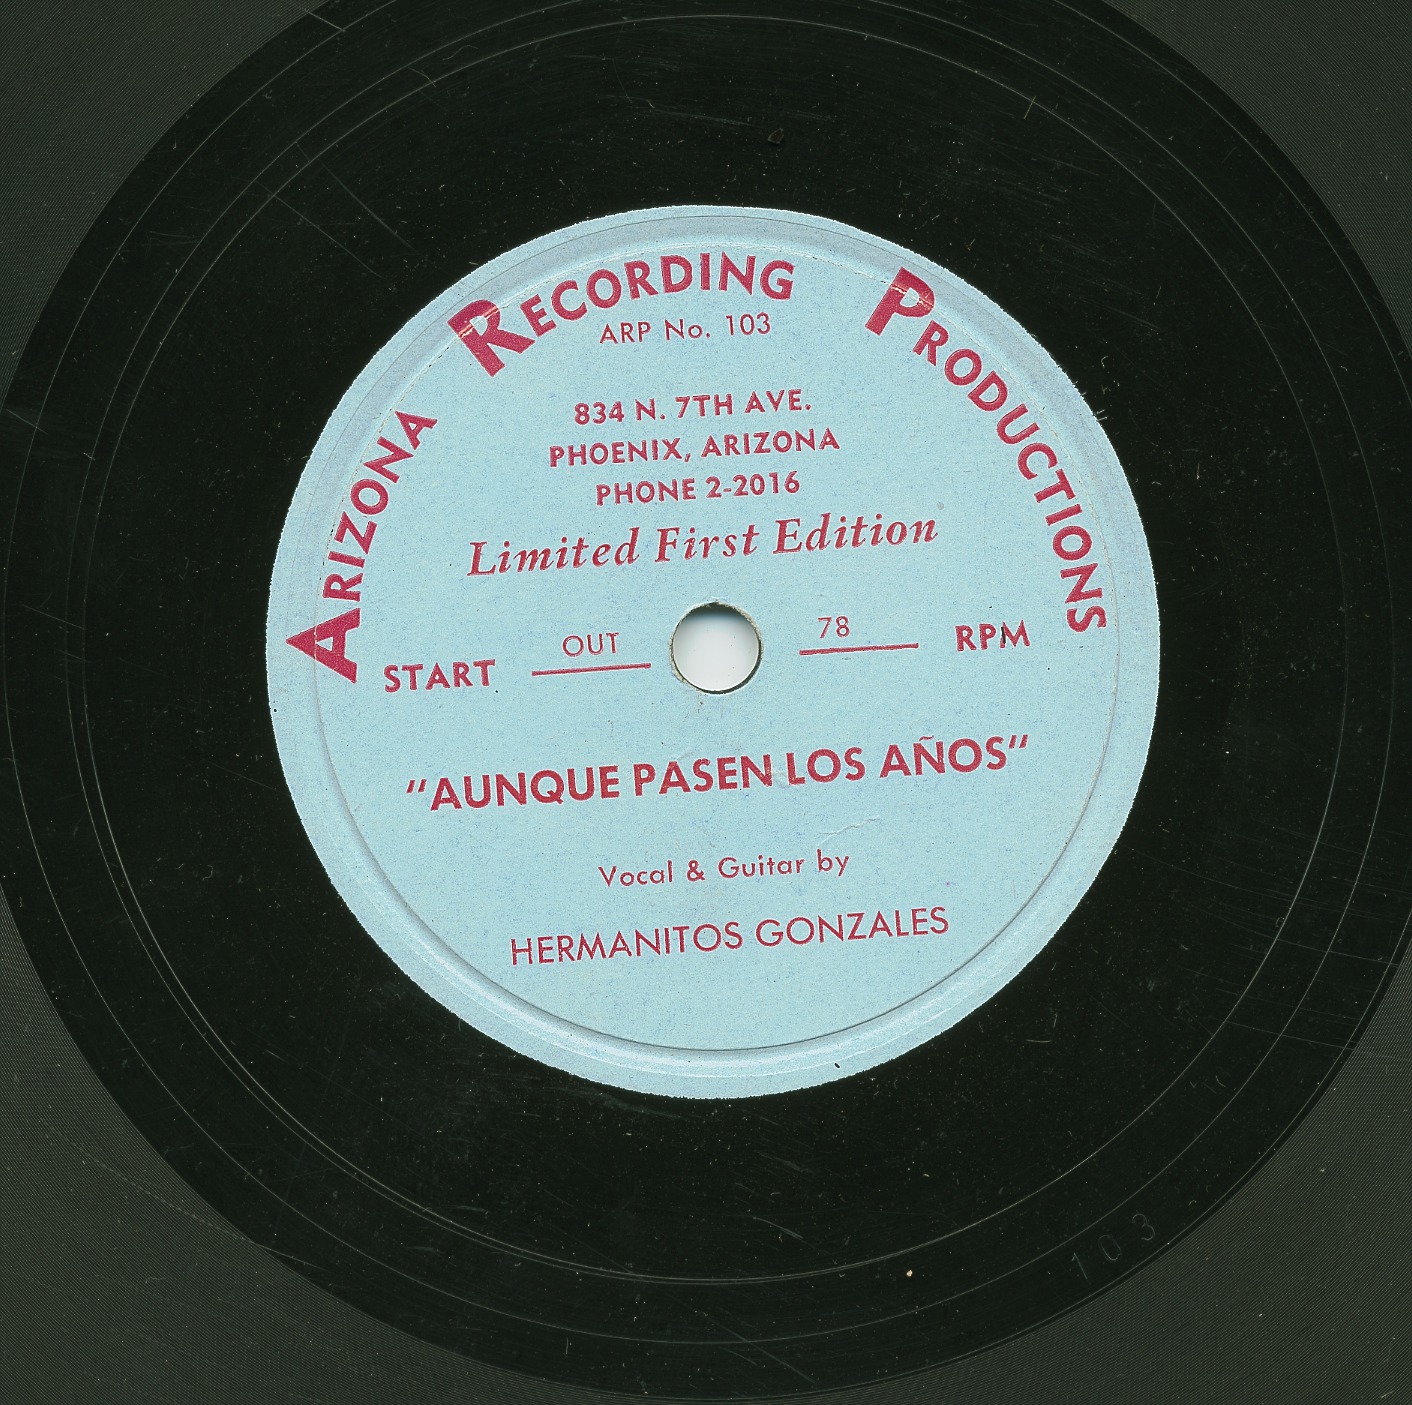 ARIZONA RECORDING PRODUCTIONS
ARP No. 103
834 N. 7TH AVE.
PHOENIX, ARIZONA
PHONE 2-2016
Limited First Edition
START OUT 78 RPM
"AUNQUE PASEN LOS AÑOS"
Vocal & Guitar by
HERMANITOS GONZALES
103